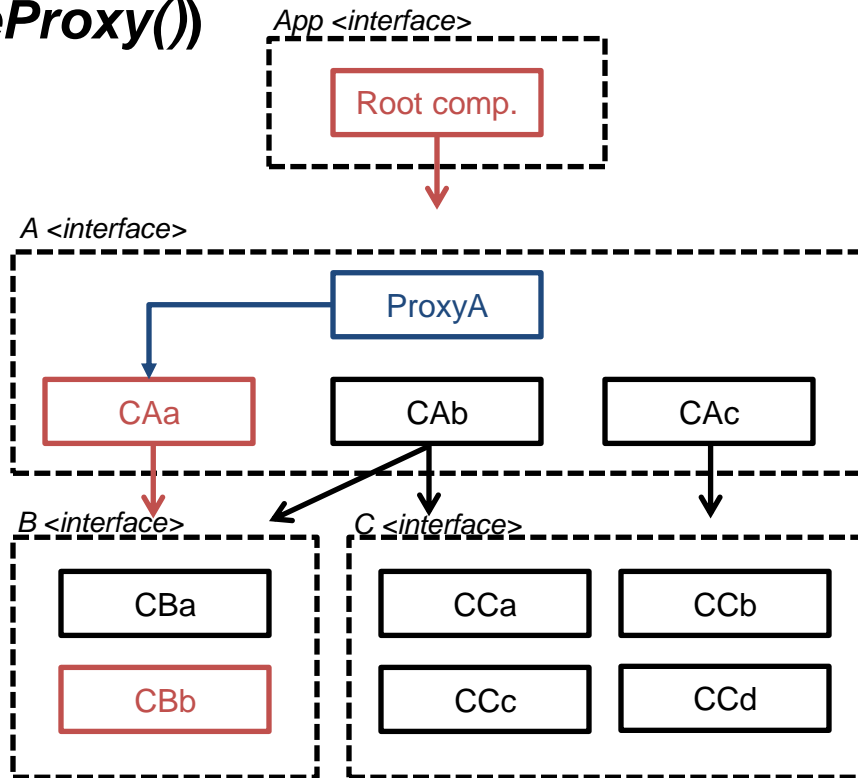 eProxy())
App <interface>
Root comp.
A <interface>
ProxyA
CAa
CAb
CAc
B <interface>
C <interface>
CBa
CCa
CCb
CBb
CCc
CCd